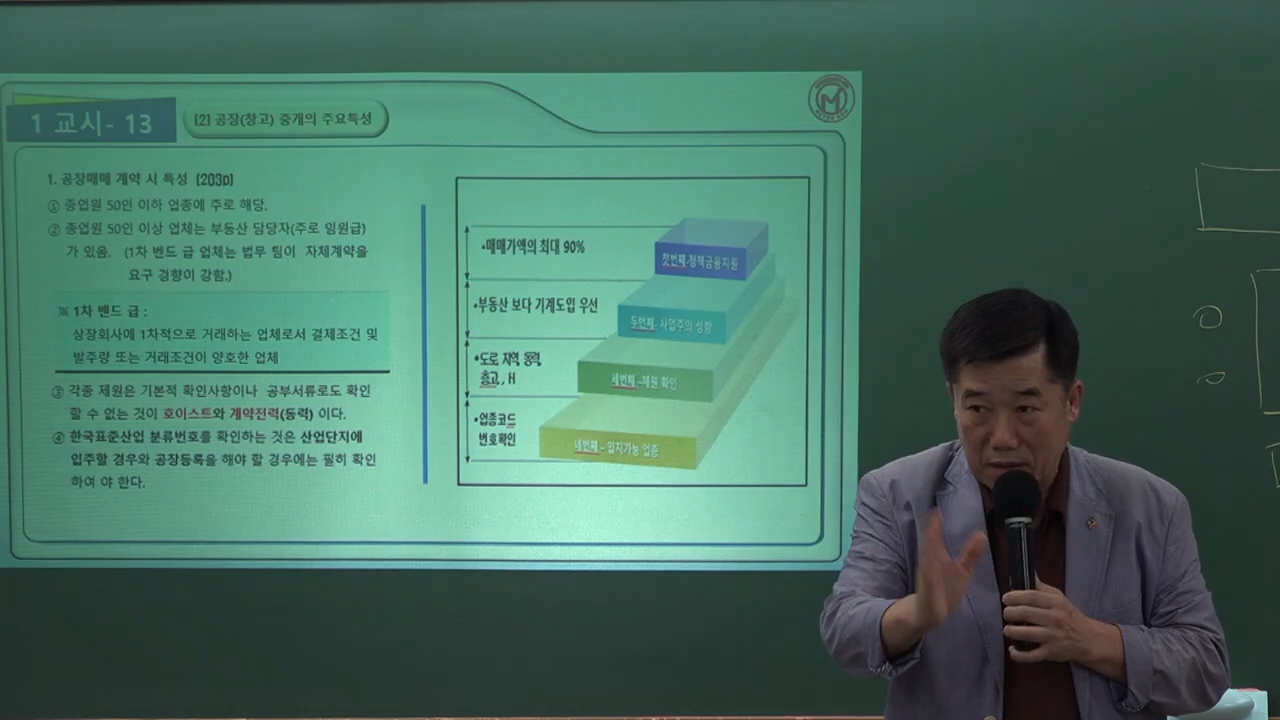 1 교시- 13
[2] 공장(창고) 중개의 주요특성
1. 공장매매 계약 시 특성 [203p]
① 종업원 50인 이하 업종에 주로 해당.
② 종업원 50인 이상 업체는 부동산 담당자(주로 임원급)
가 있음. (1차 벤드 급 업체는 법무 팀이 자체계약을
요구 경향이 강함.)
※ 1차 벤드 급 :
상장회사에 1차적으로 거래하는 업체로서 결제조건 및
발주량 또는 거래조건이 양호한 업체
③ 각종 제원은 기본적 확인사항이나 공부서류로도 확인
할 수 없는 것이 호이스트와 계약전력(동력) 이다.
④ 한국표준산업 분류번호를 확인하는 것은 산업단지에
입주할 경우와 공장등록을 해야 할 경우에는 필히 확인
하여 야 한다.
•매매가액의 최대 90%
첫번째-정책금융지원
•부동산 보다 기계도입 우선
두번째- 사업주의 성향
•도로 지역 동력
층고, H
세번째 –제원 확인
•업종코드
번호확인
네번째 – 입지가능 업종
M